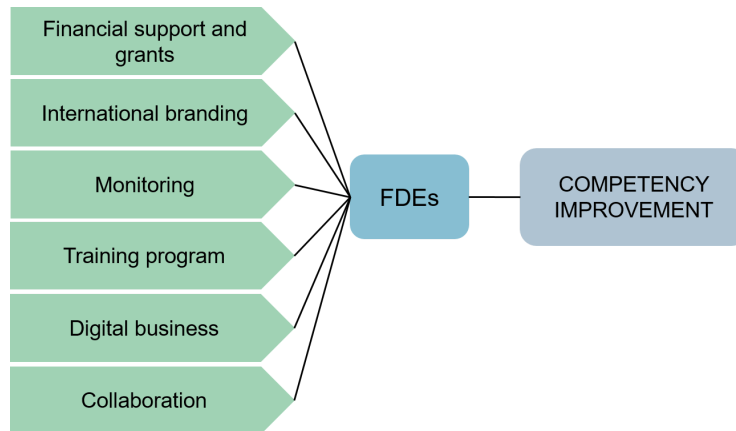 Financial support and
grants
International branding
Monitoring
Training program
Digital business
Collaboration
FDEs
COMPETENCY
IMPROVEMENT